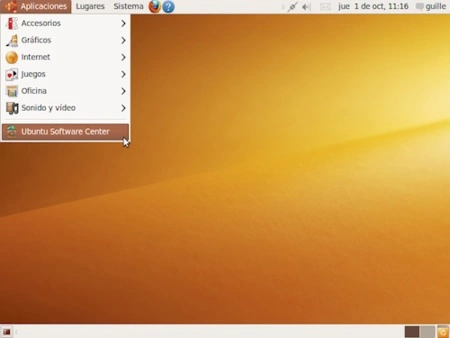 Aplicaciones Lugares Sistema jue 1 de oct, 11:16 guille
Accesorios
Gráficos
Internet
Juegos
Oficina
Sonido y vídeo
Ubuntu Software Center